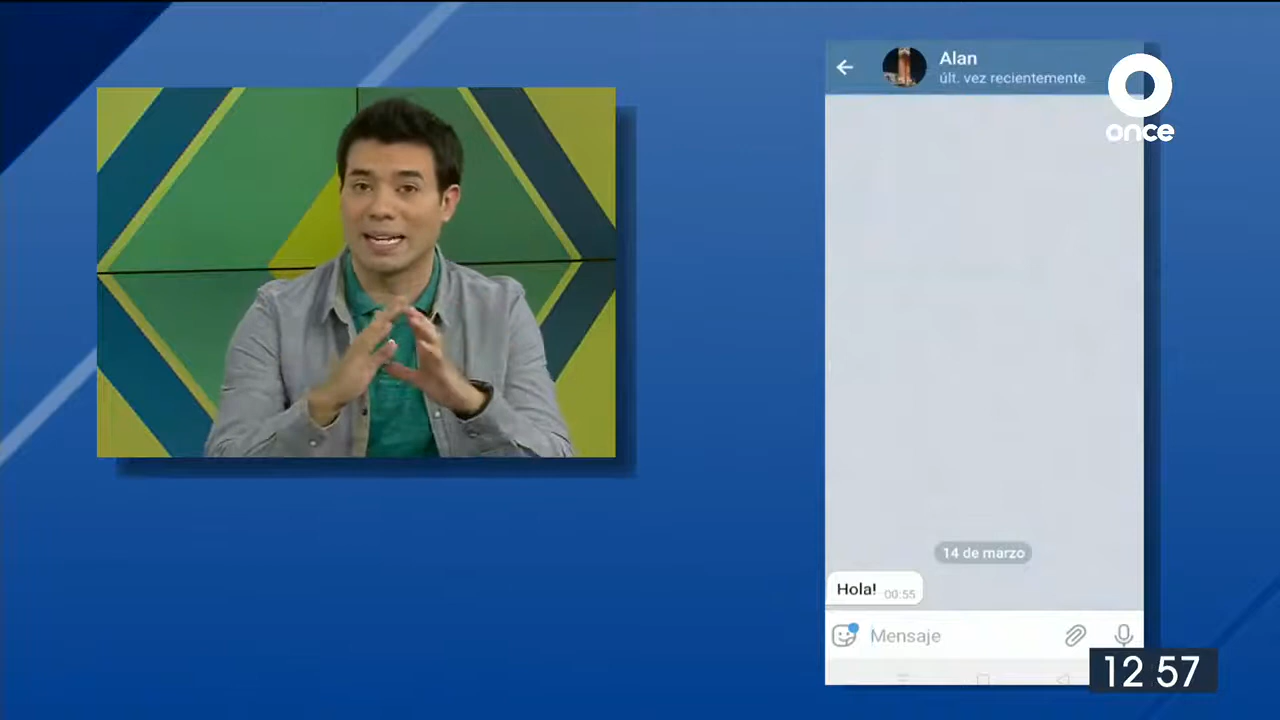 Alan
últ. vez recientemente
once
14 de marzo
Hola! 00:55
Mensaje
12 57